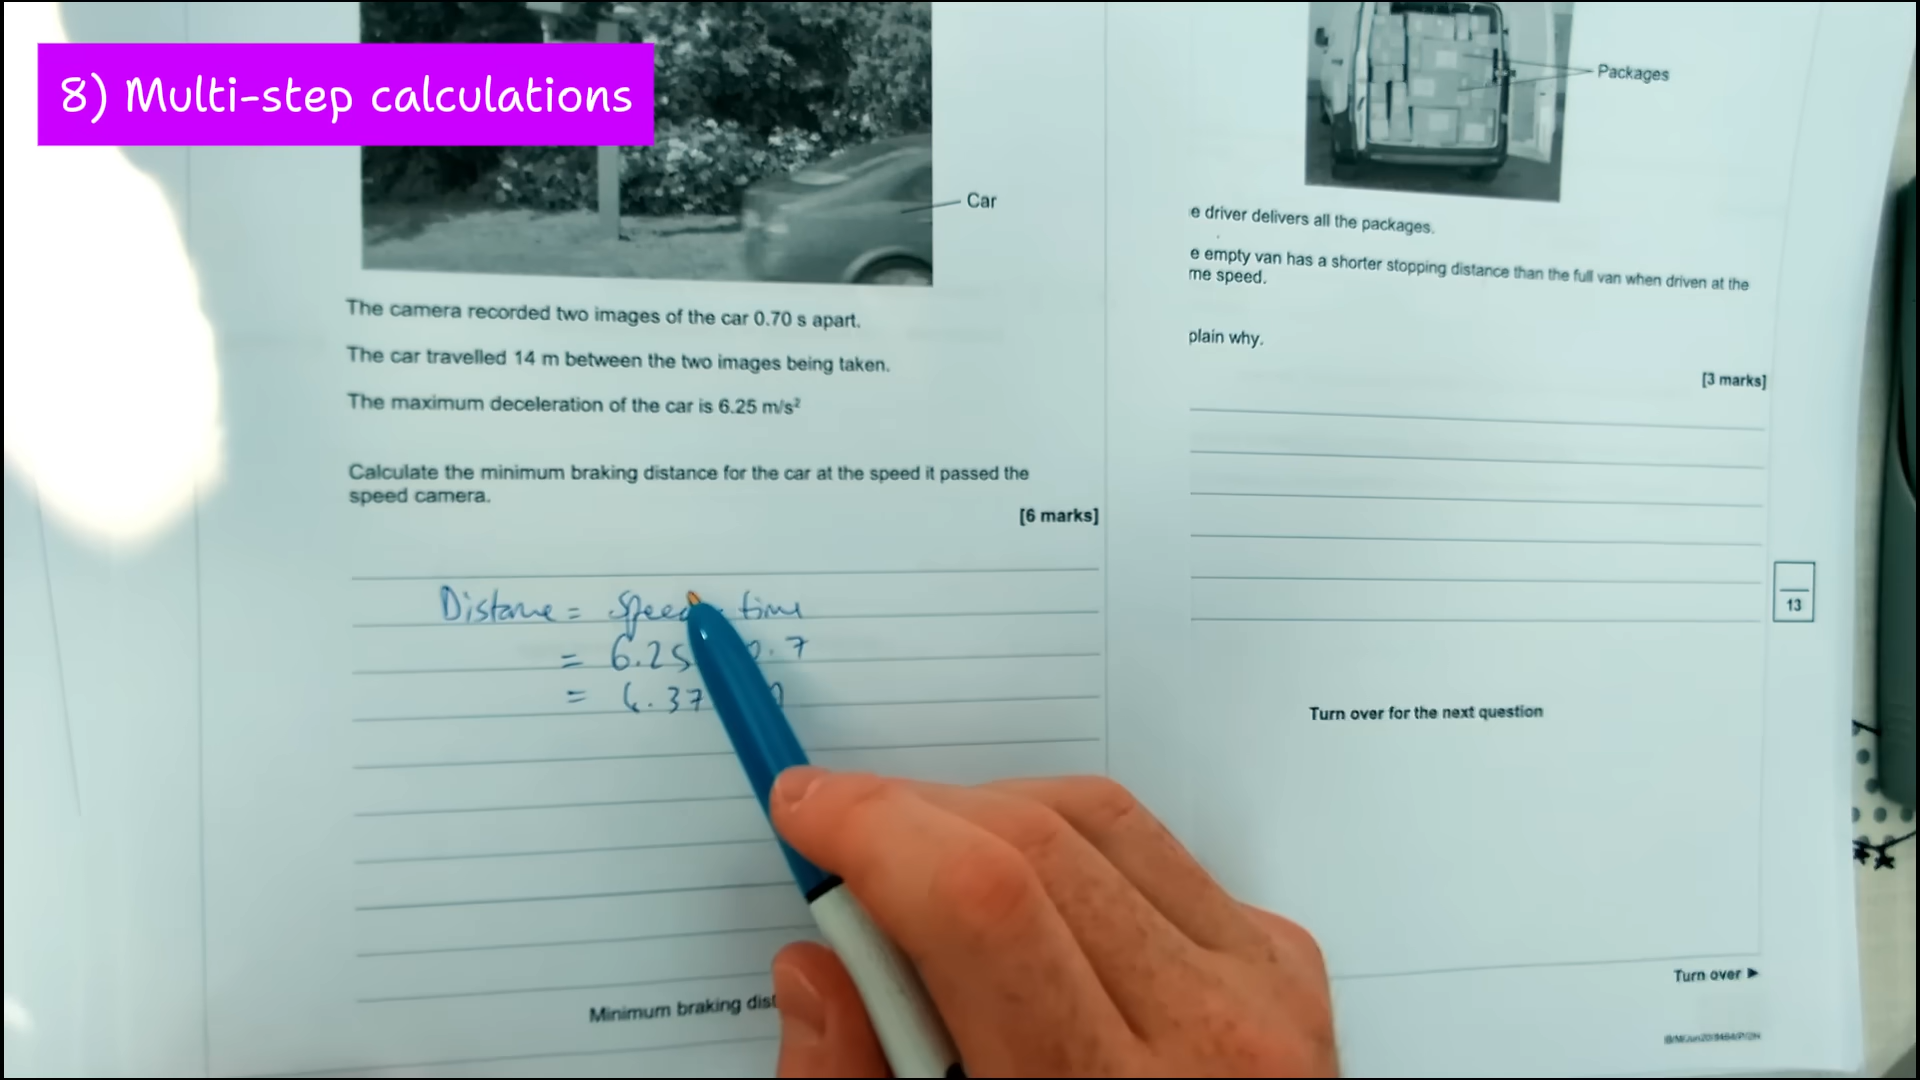 8) Multi-step calculations
Car
The camera recorded two images of the car 0.70 s apart.
The car travelled 14 m between the two images being taken.
The maximum deceleration of the car is 6.25 m/s²
Calculate the minimum braking distance for the car at the speed it passed the
speed camera.
[6 marks]
Distance = Speed time
= 6.25 0.7
= 4.37
Minimum braking dist
Packages
e driver delivers all the packages.
e empty van has a shorter stopping distance than the full van when driven at the
me speed.
plain why.
[3 marks]
13
Turn over for the next question
Turn over ►